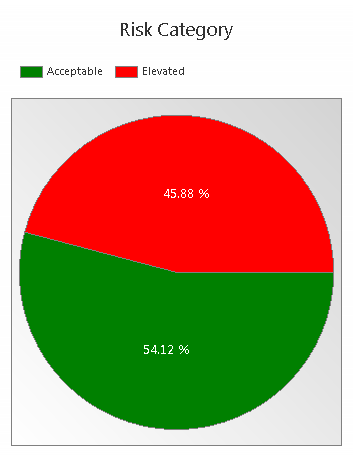 Risk Category
Acceptable Elevated
45.88 %
54.12 %